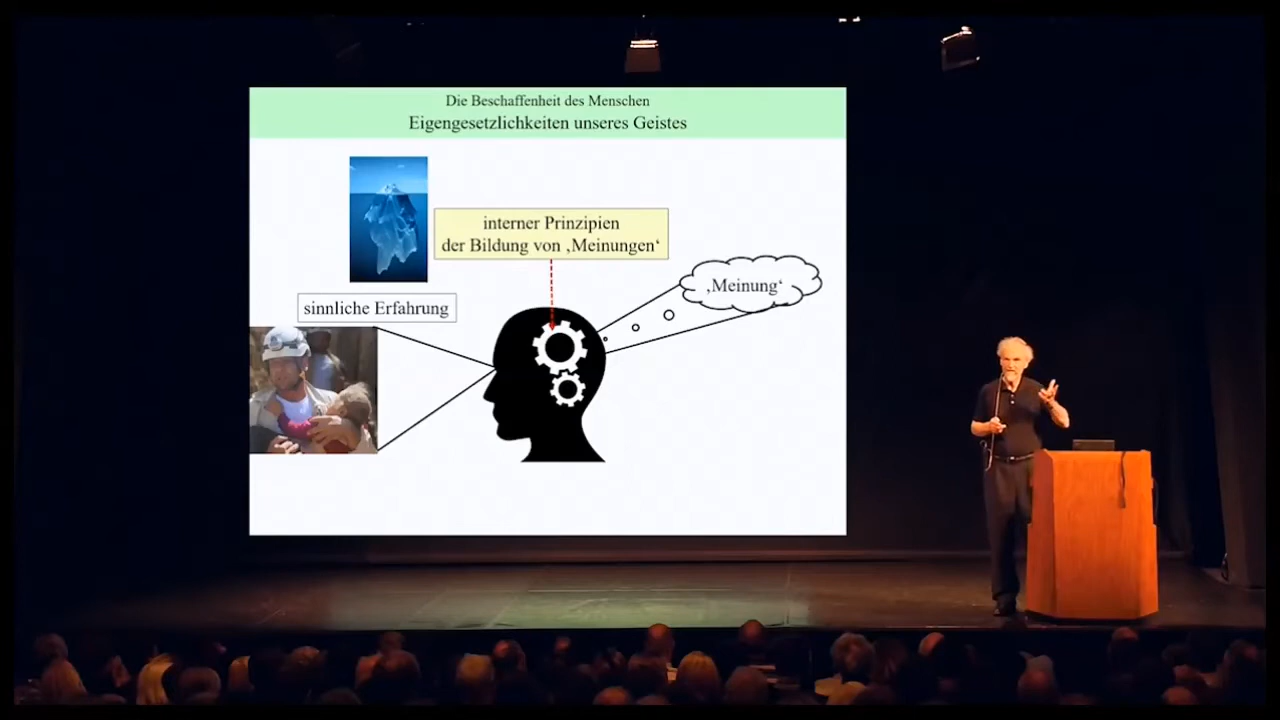 Die Beschaffenheit des Menschen
Eigengesetzlichkeiten unseres Geistes
interner Prinzipien
der Bildung von ‚Meinungen‘
‚Meinung‘
sinnliche Erfahrung